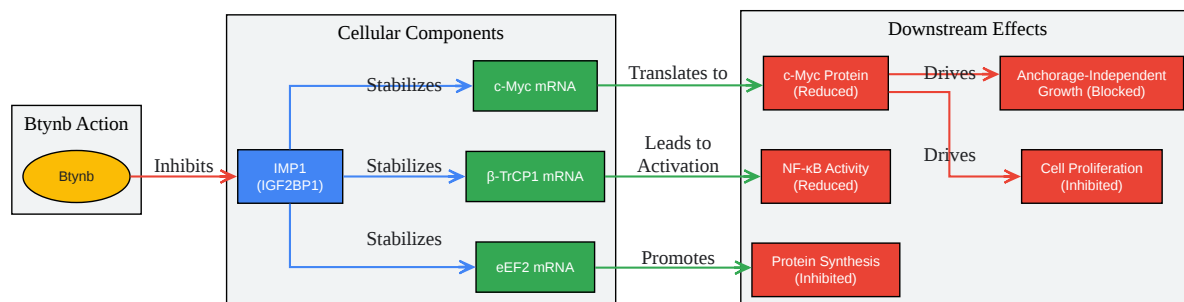 Cellular Components
Downstream Effects
Btynb Action
Btynb
Inhibits
IMP1
(IGF2BP1)
Stabilizes
c-Myc mRNA
Translates to
c-Myc Protein
(Reduced)
Drives
Anchorage-Independent
Growth (Blocked)
Stabilizes
β-TrCP1 mRNA
Leads to
Activation
NF-κB Activity
(Reduced)
Drives
Cell Proliferation
(Inhibited)
Stabilizes
eEF2 mRNA
Promotes
Protein Synthesis
(Inhibited)